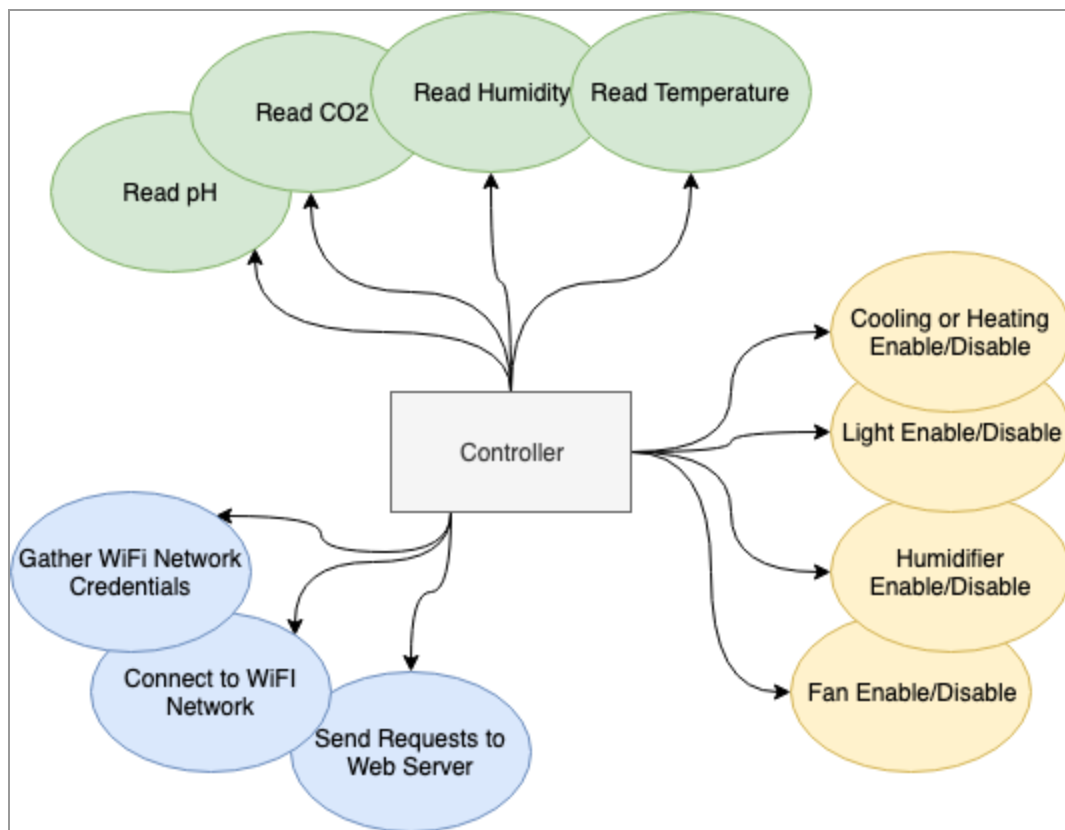 Read Humidity
Read Temperature
Read CO2
Read pH
Cooling or Heating
Enable/Disable
Light Enable/Disable
Controller
Gather WiFi Network
Credentials
Humidifier
Enable/Disable
Connect to WiFI
Network
Fan Enable/Disable
Send Requests to
Web Server